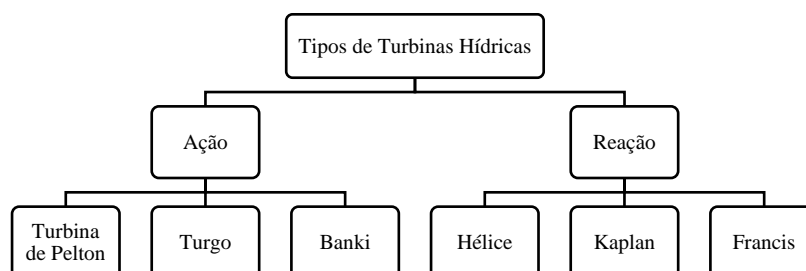 Tipos de Turbinas Hídricas
Ação
Reação
Turbina
de Pelton
Turgo
Banki
Hélice
Kaplan
Francis